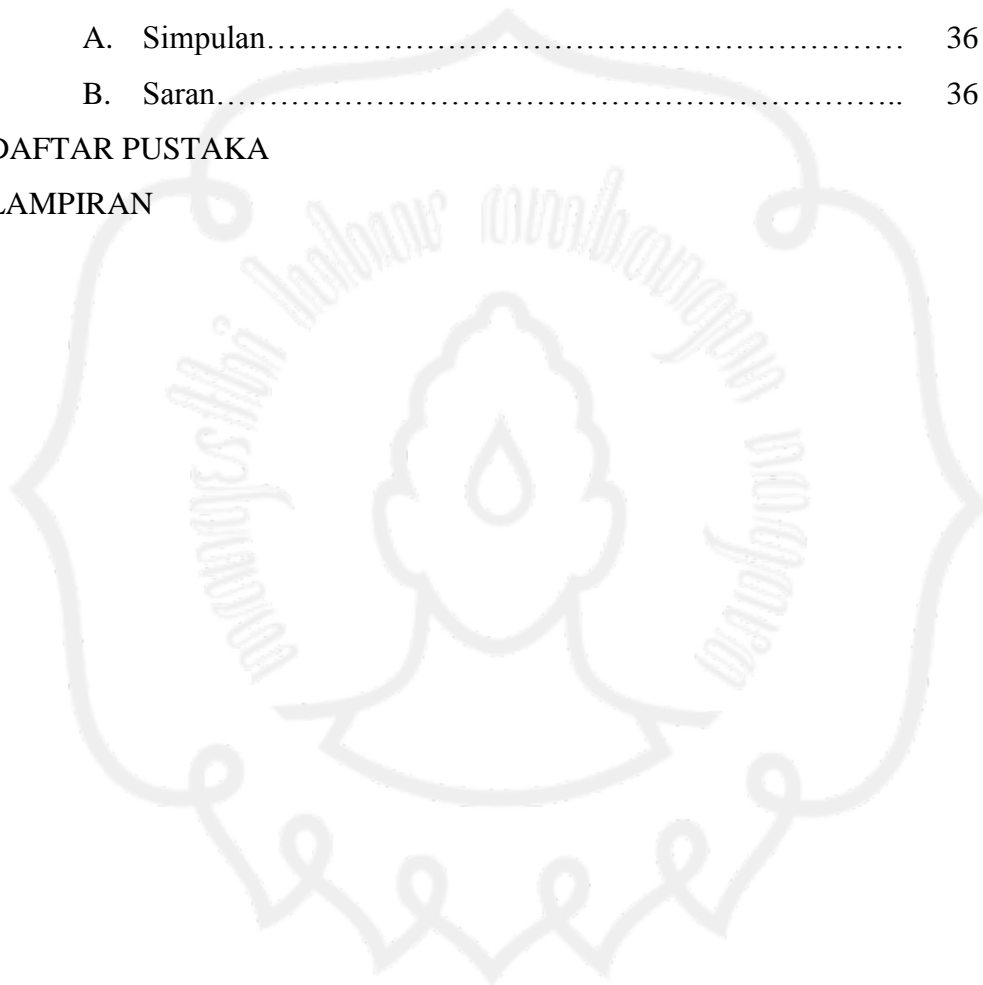 A. Simpulan……………………………………………………… 36
B. Saran………………………………………………………….. 36
DAFTAR PUSTAKA
LAMPIRAN